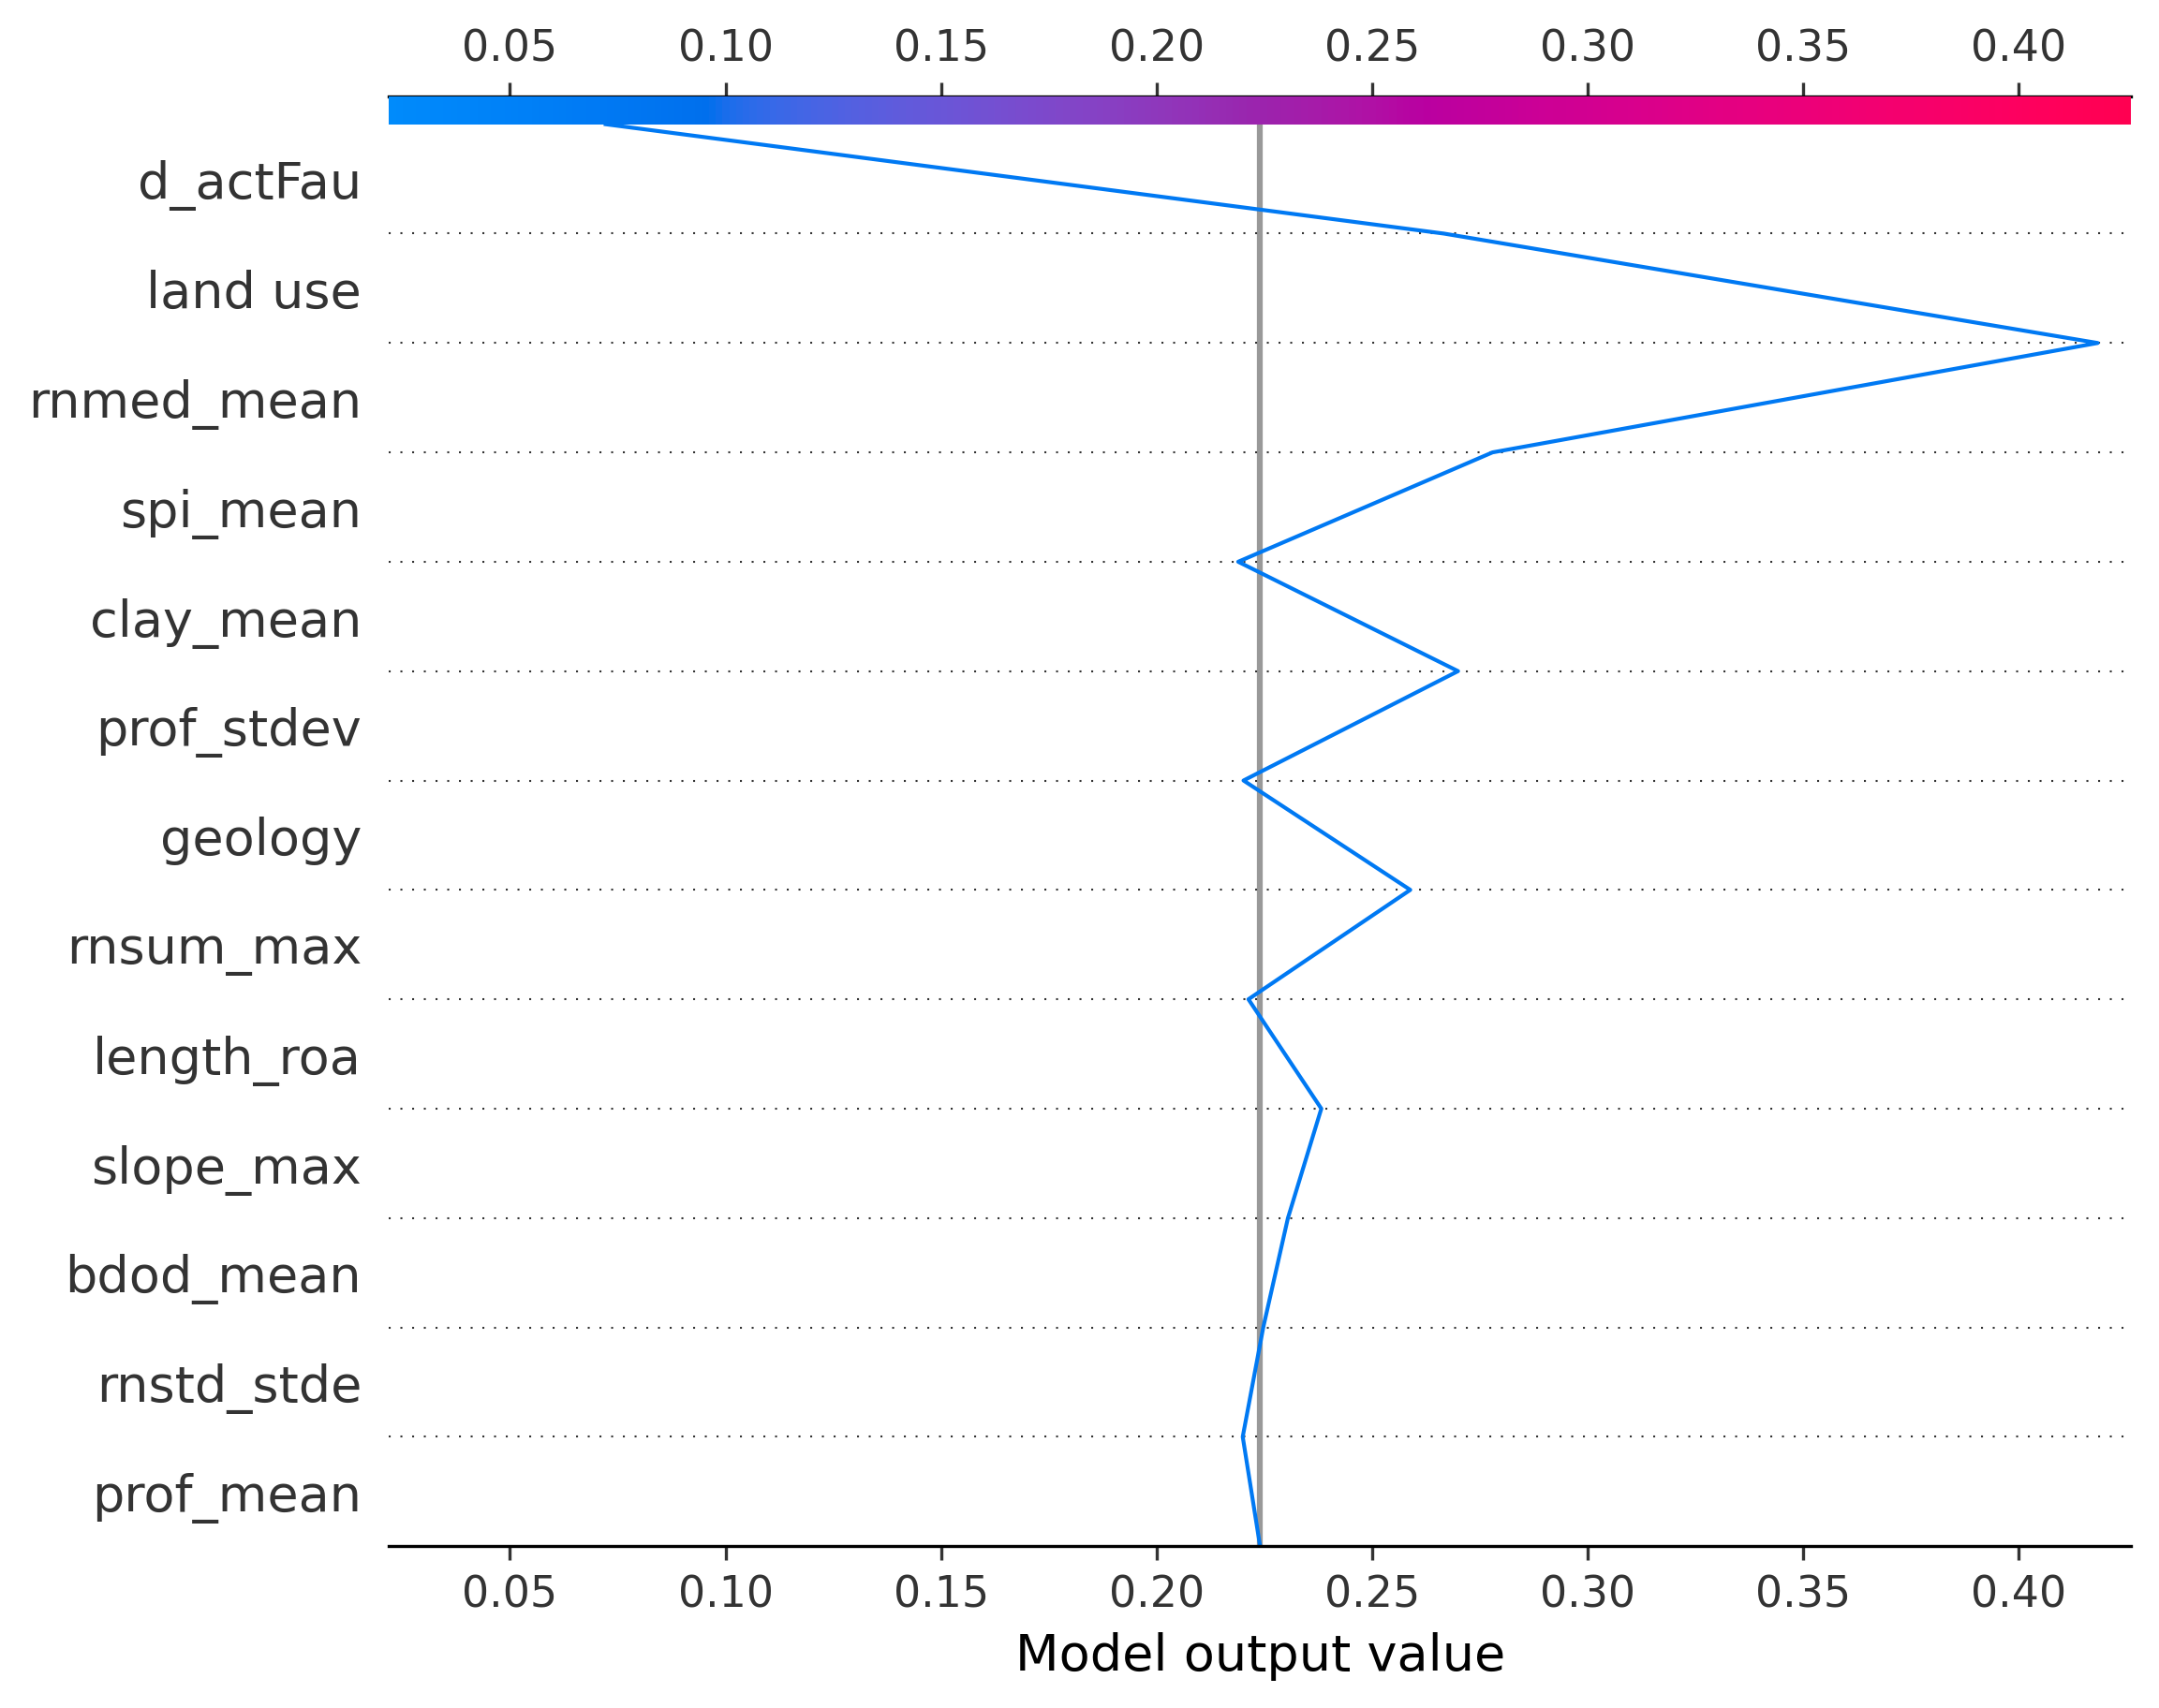 0.05 0.10 0.15 0.20 0.25 0.30 0.35 0.40
d_actFau
land use
rnmed_mean
spi_mean
clay_mean
prof_stdev
geology
rnsum_max
length_roa
slope_max
bdod_mean
rnstd_stde
prof_mean
0.05 0.10 0.15 0.20 0.25 0.30 0.35 0.40
Model output value